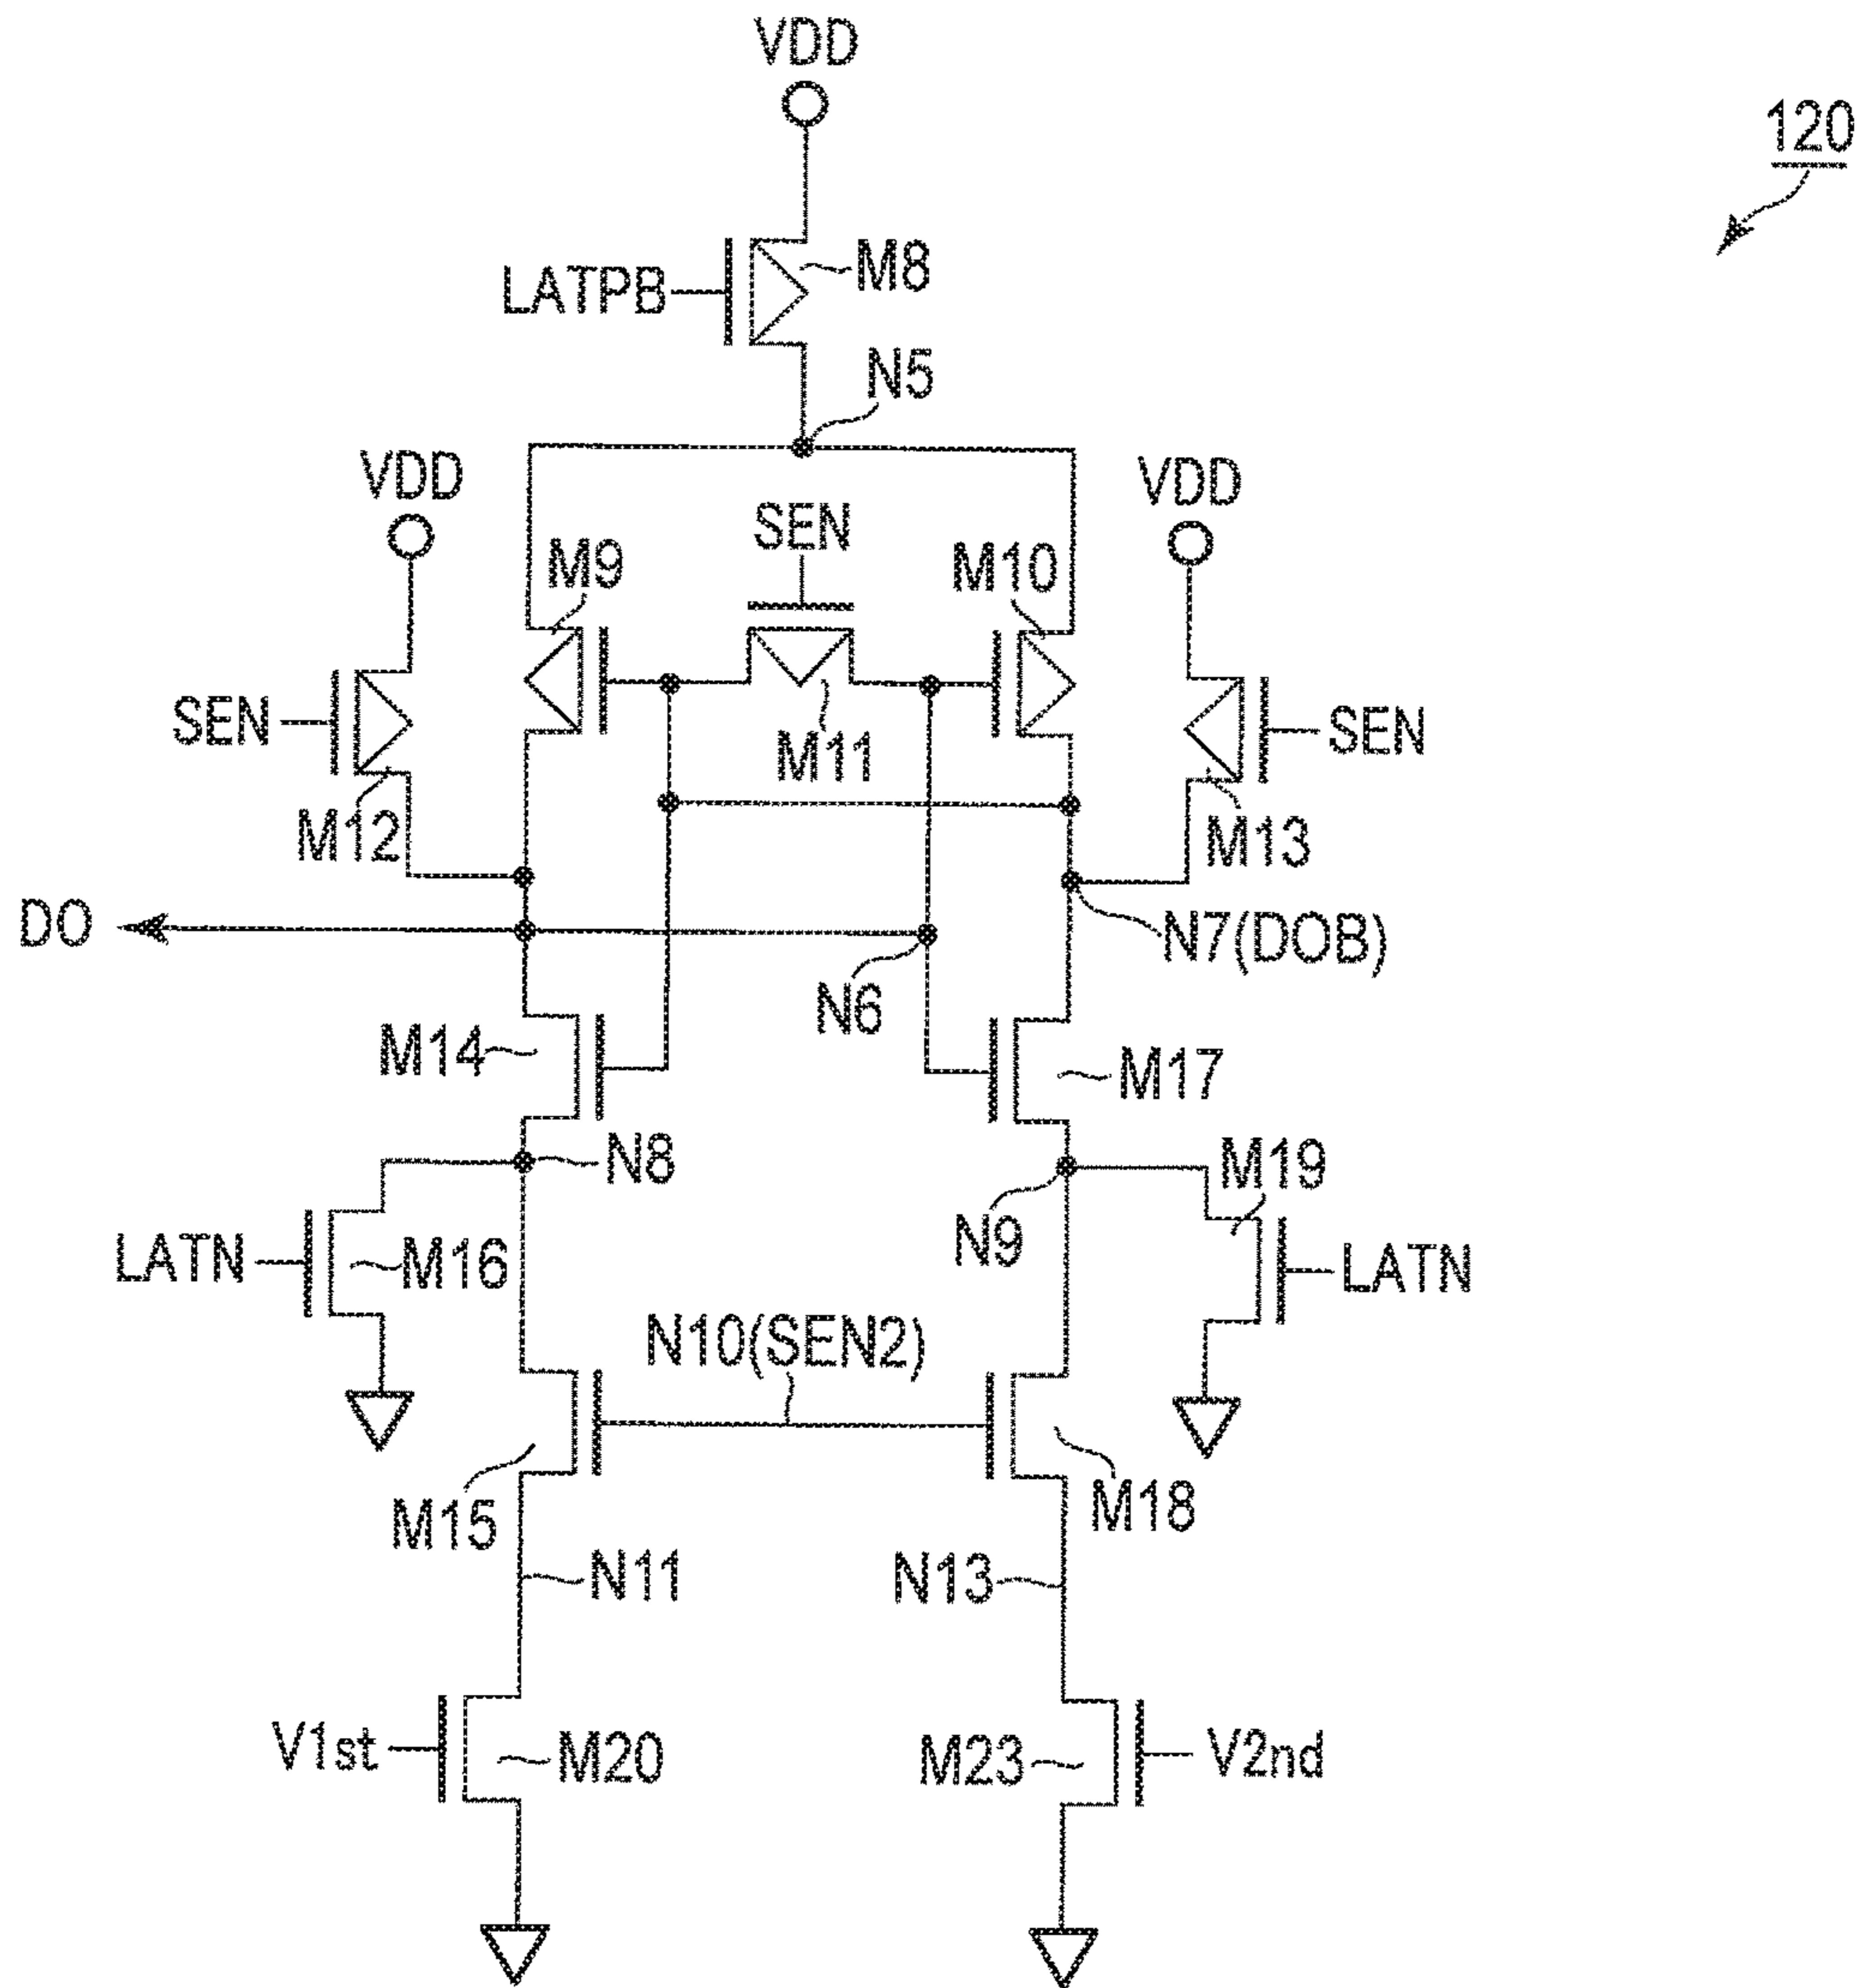 VDD
120
LATPB
M8
N5
VDD
VDD
SEN
M9
M10
SEN
SEN
M11
M12
M13
DO
N7(DOB)
N6
M14
M17
N8
M19
N9
LATN
M16
LATN
N10(SEN2)
M15
M18
N11
N13
V1st
M20
M23
V2nd